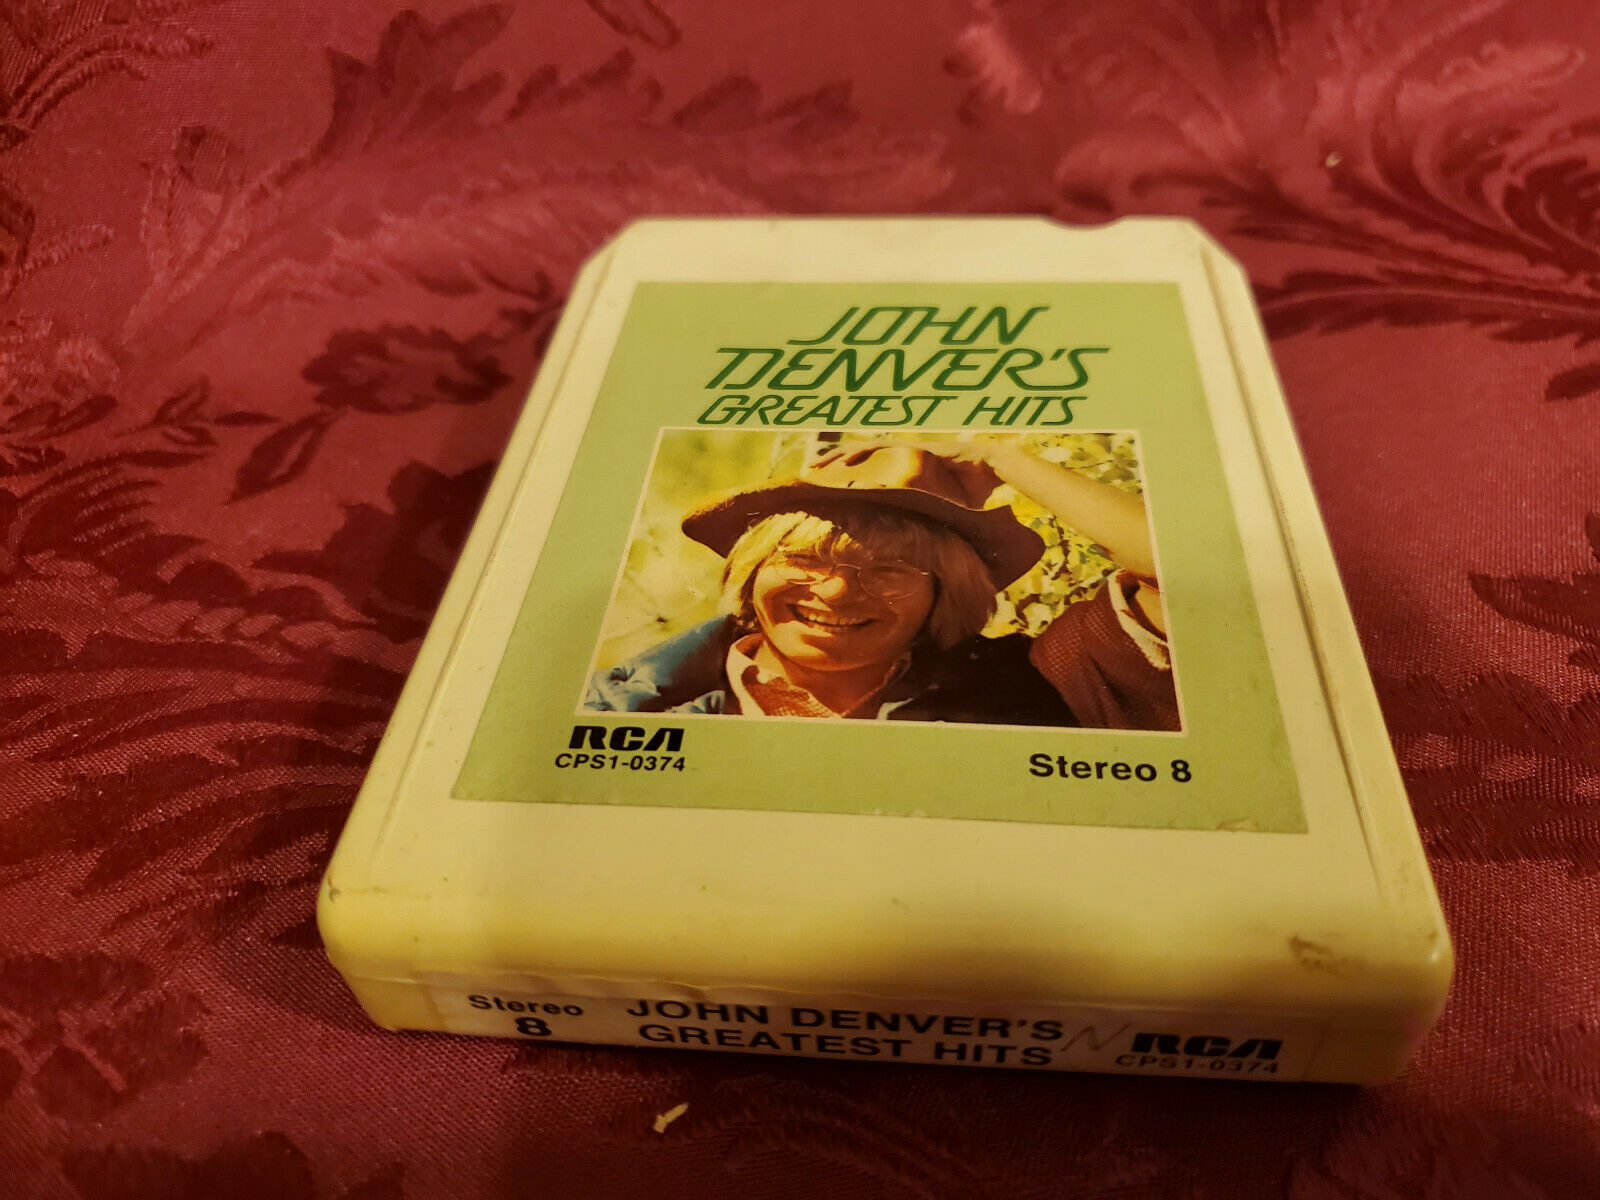 JOHN
DENVER'S
GREATEST HITS
RCA
CPS1-0374
Stereo 8
Stereo
8
JOHN DENVER'S
GREATEST HITS
N
RCA
CPS1-0374